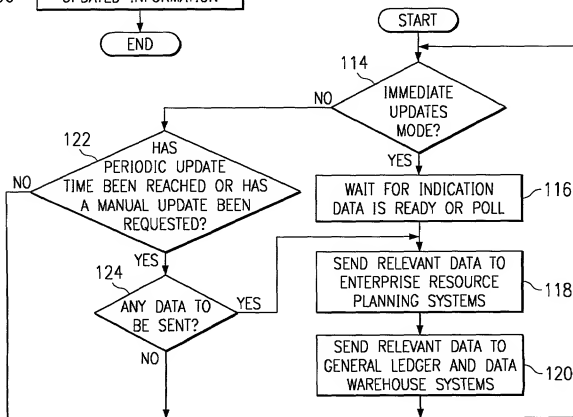 UPDATED INFORMATION
END
START
114
IMMEDIATE
UPDATES
MODE?
NO
YES
122
HAS
PERIODIC UPDATE
TIME BEEN REACHED OR HAS
A MANUAL UPDATE BEEN
REQUESTED?
NO
YES
WAIT FOR INDICATION
DATA IS READY OR POLL
116
124
ANY DATA TO
BE SENT?
YES
NO
SEND RELEVANT DATA TO
ENTERPRISE RESOURCE
PLANNING SYSTEMS
118
SEND RELEVANT DATA TO
GENERAL LEDGER AND DATA
WAREHOUSE SYSTEMS
120